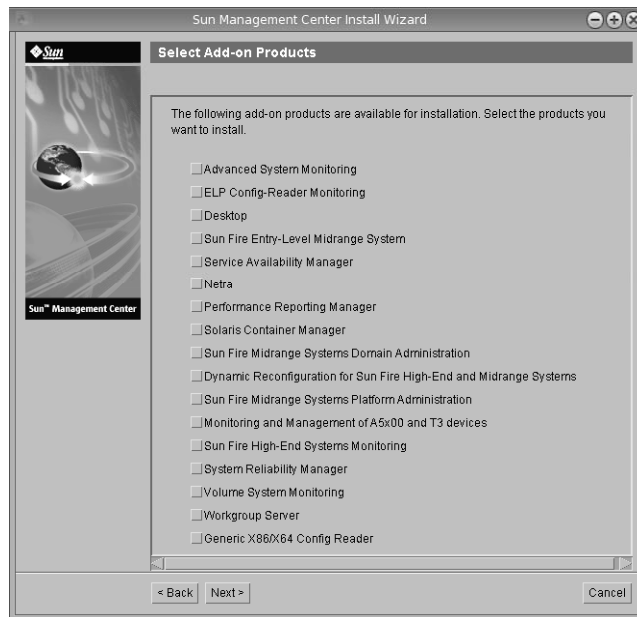 Sun Management Center Install Wizard
Sun
Select Add-on Products
The following add-on products are available for installation. Select the products you
want to install.
Advanced System Monitoring
ELP Config-Reader Monitoring
Desktop
Sun Fire Entry-Level Midrange System
Service Availability Manager
Netra
Performance Reporting Manager
Sun™ Management Center
Solaris Container Manager
Sun Fire Midrange Systems Domain Administration
Dynamic Reconfiguration for Sun Fire High-End and Midrange Systems
Sun Fire Midrange Systems Platform Administration
Monitoring and Management of A5x00 and T3 devices
Sun Fire High-End Systems Monitoring
System Reliability Manager
Volume System Monitoring
Workgroup Server
Generic X86/X64 Config Reader
< Back Next > Cancel